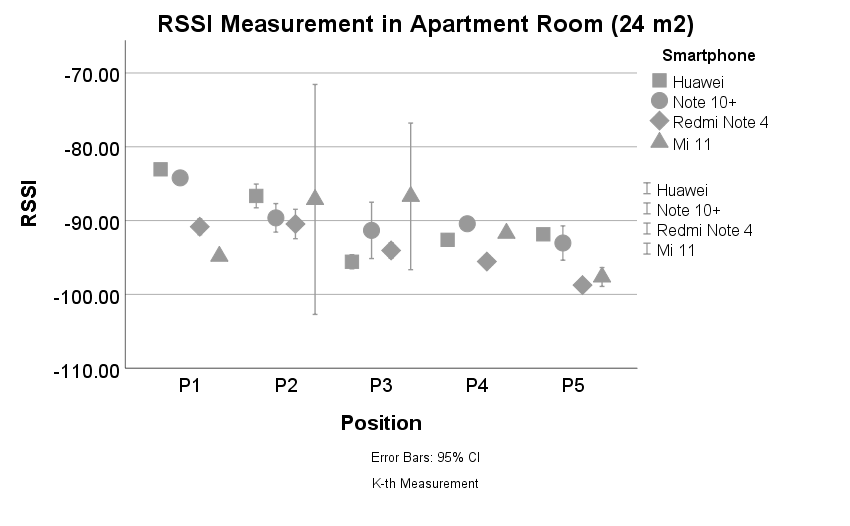 RSSI Measurement in Apartment Room (24 m2)
Smartphone
Huawei
Note 10+
Redmi Note 4
Mi 11
Huawei
Note 10+
Redmi Note 4
Mi 11
RSSI
-70.00
-80.00
-90.00
-100.00
-110.00
P1 P2 P3 P4 P5
Position
Error Bars: 95% CI
K-th Measurement